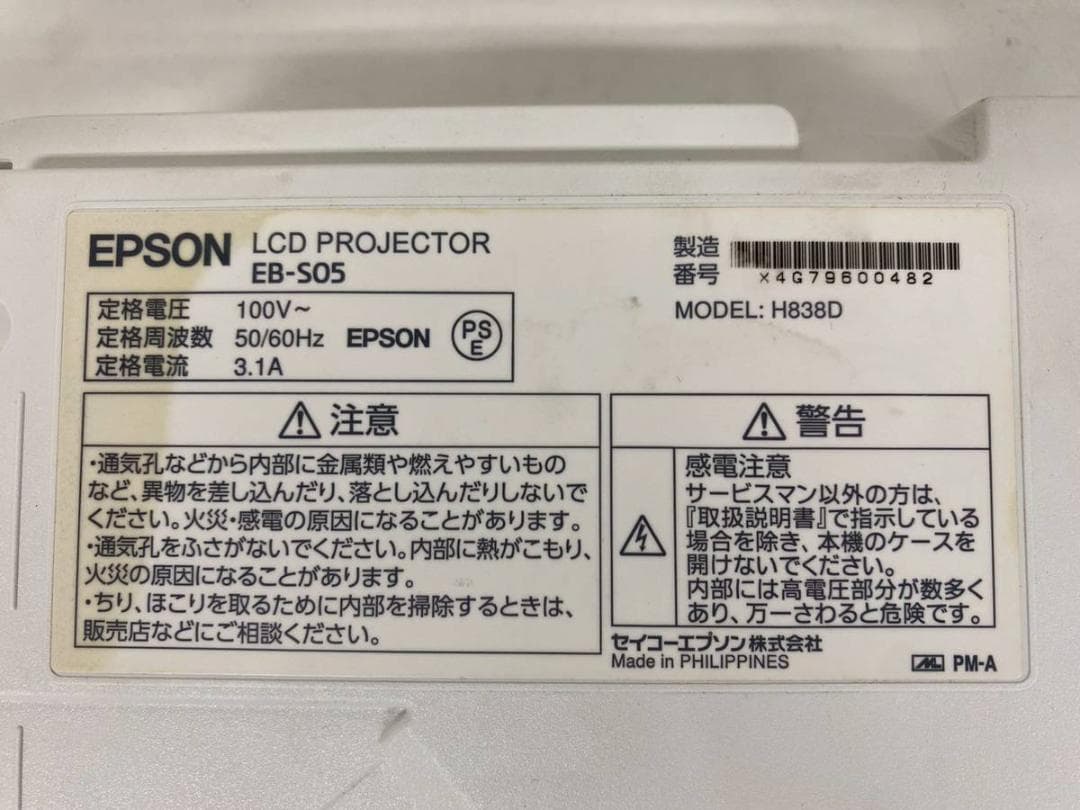 EPSON LCD PROJECTOR
EB-S05
定格電圧 100V~
定格周波数 50/60Hz EPSON PSE
定格電流 3.1A
製造
番号 X4G79600482
MODEL: H838D
⚠注意
・通気孔などから内部に金属類や燃えやすいもの
など、異物を差し込んだり、落とし込んだりしないで
ください。火災・感電の原因になることがあります。
・通気孔をふさがないでください。内部に熱がこもり、
火災の原因になることがあります。
・ちり、ほこりを取るために内部を掃除するときは、
販売店などにご相談ください。
⚠警告
感電注意
サービスマン以外の方は、
『取扱説明書』で指示している
場合を除き、本機のケースを
開けないでください。
内部には高電圧部分が数多く
あり、万一さわると危険です。
セイコーエプソン株式会社
Made in PHILIPPINES
PM-A